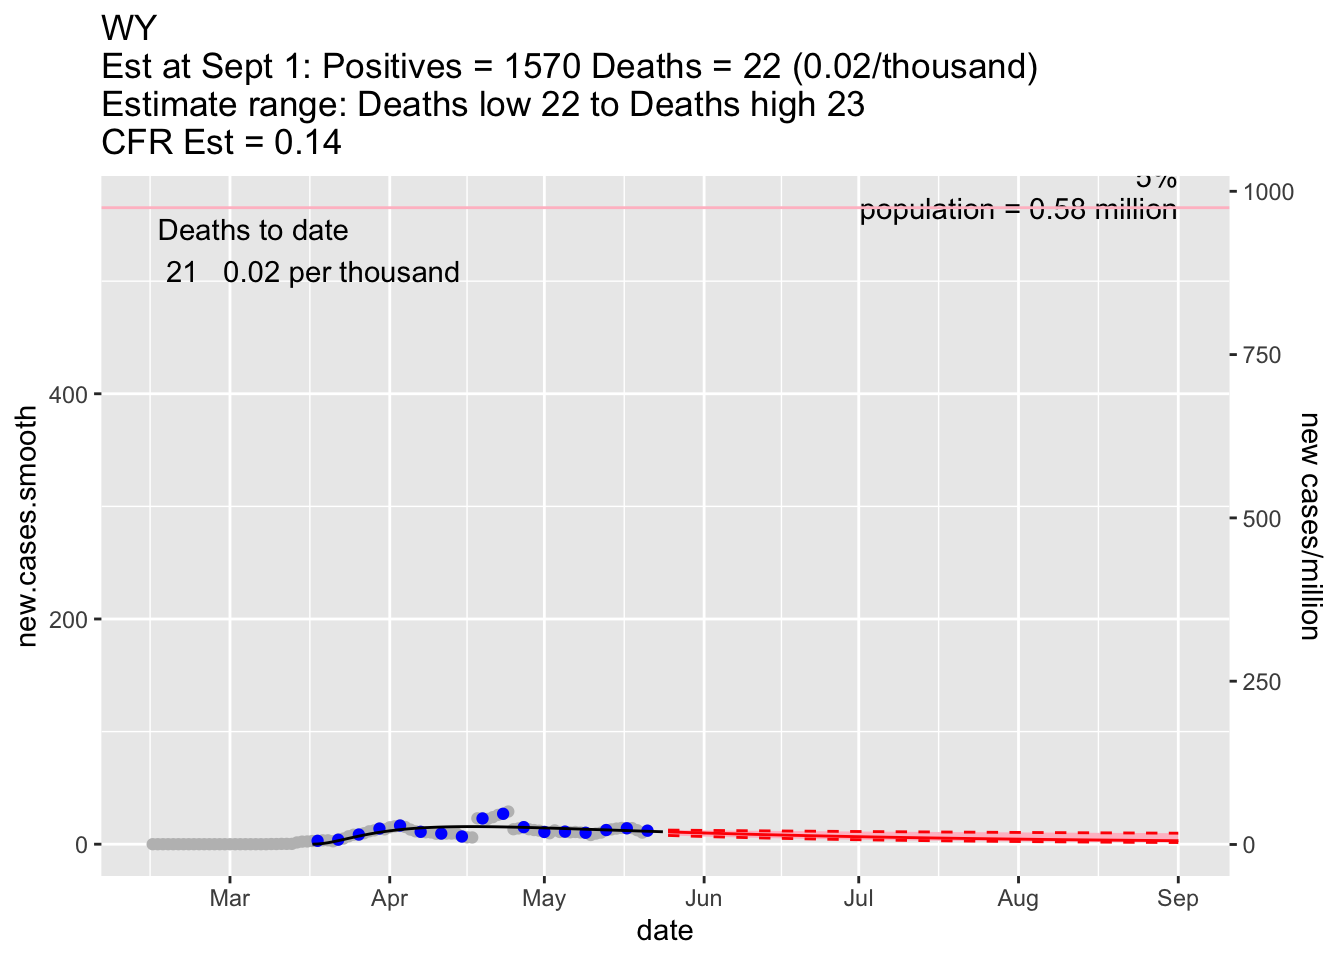 WY
Est at Sept 1: Positives = 1570 Deaths = 22 (0.02/thousand)
Estimate range: Deaths low 22 to Deaths high 23
CFR Est = 0.14
5%
population = 0.58 million
Deaths to date
21 0.02 per thousand
1000
750
500
250
0
new cases/million
400
200
0
new.cases.smooth
Mar Apr May Jun Jul Aug Sep
date